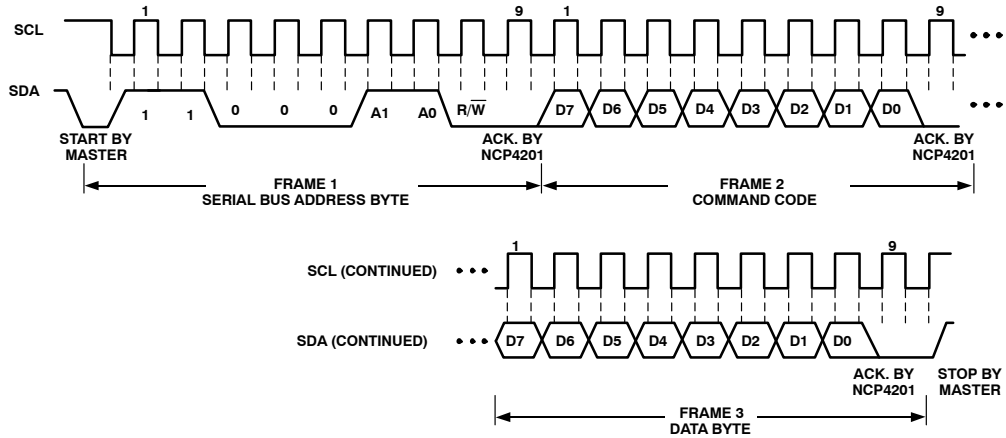 1 9 1 9
SCL
SDA
1 1 0 0 0 A1 A0 R/W̅ D7 D6 D5 D4 D3 D2 D1 D0
START BY
MASTER
ACK. BY
NCP4201
ACK. BY
NCP4201
FRAME 1
SERIAL BUS ADDRESS BYTE
FRAME 2
COMMAND CODE
1 9
SCL (CONTINUED)
SDA (CONTINUED)
D7 D6 D5 D4 D3 D2 D1 D0
ACK. BY
NCP4201
STOP BY
MASTER
FRAME 3
DATA BYTE